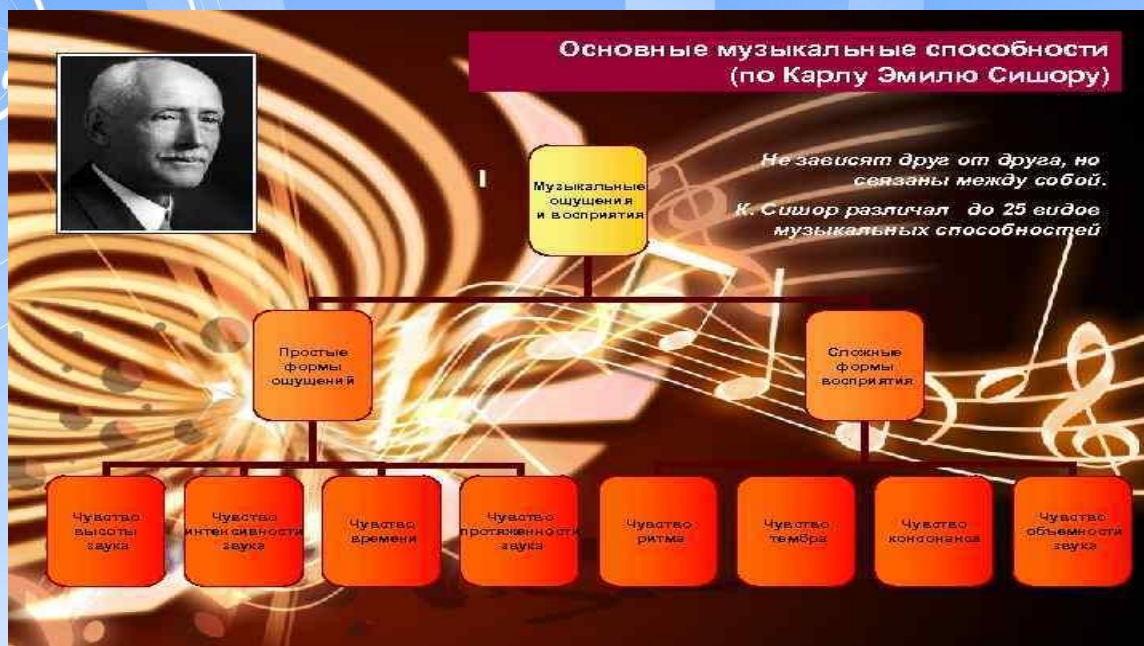 Основные музыкальные способности
(по Карлу Эмилю Сишору)
Не зависят друг от друга, но
связаны между собой.
К. Сишор различал до 25 видов
музыкальных способностей
Музыкальные
ощущения
и восприятия
Простые
формы
ощущений
Сложные
формы
восприятия
Чувство
высоты
звука
Чувство
интенсивности
звука
Чувство
времени
Чувство
протяженности
звука
Чувство
ритма
Чувство
тембра
Чувство
консонанса
Чувство
объемности
звука